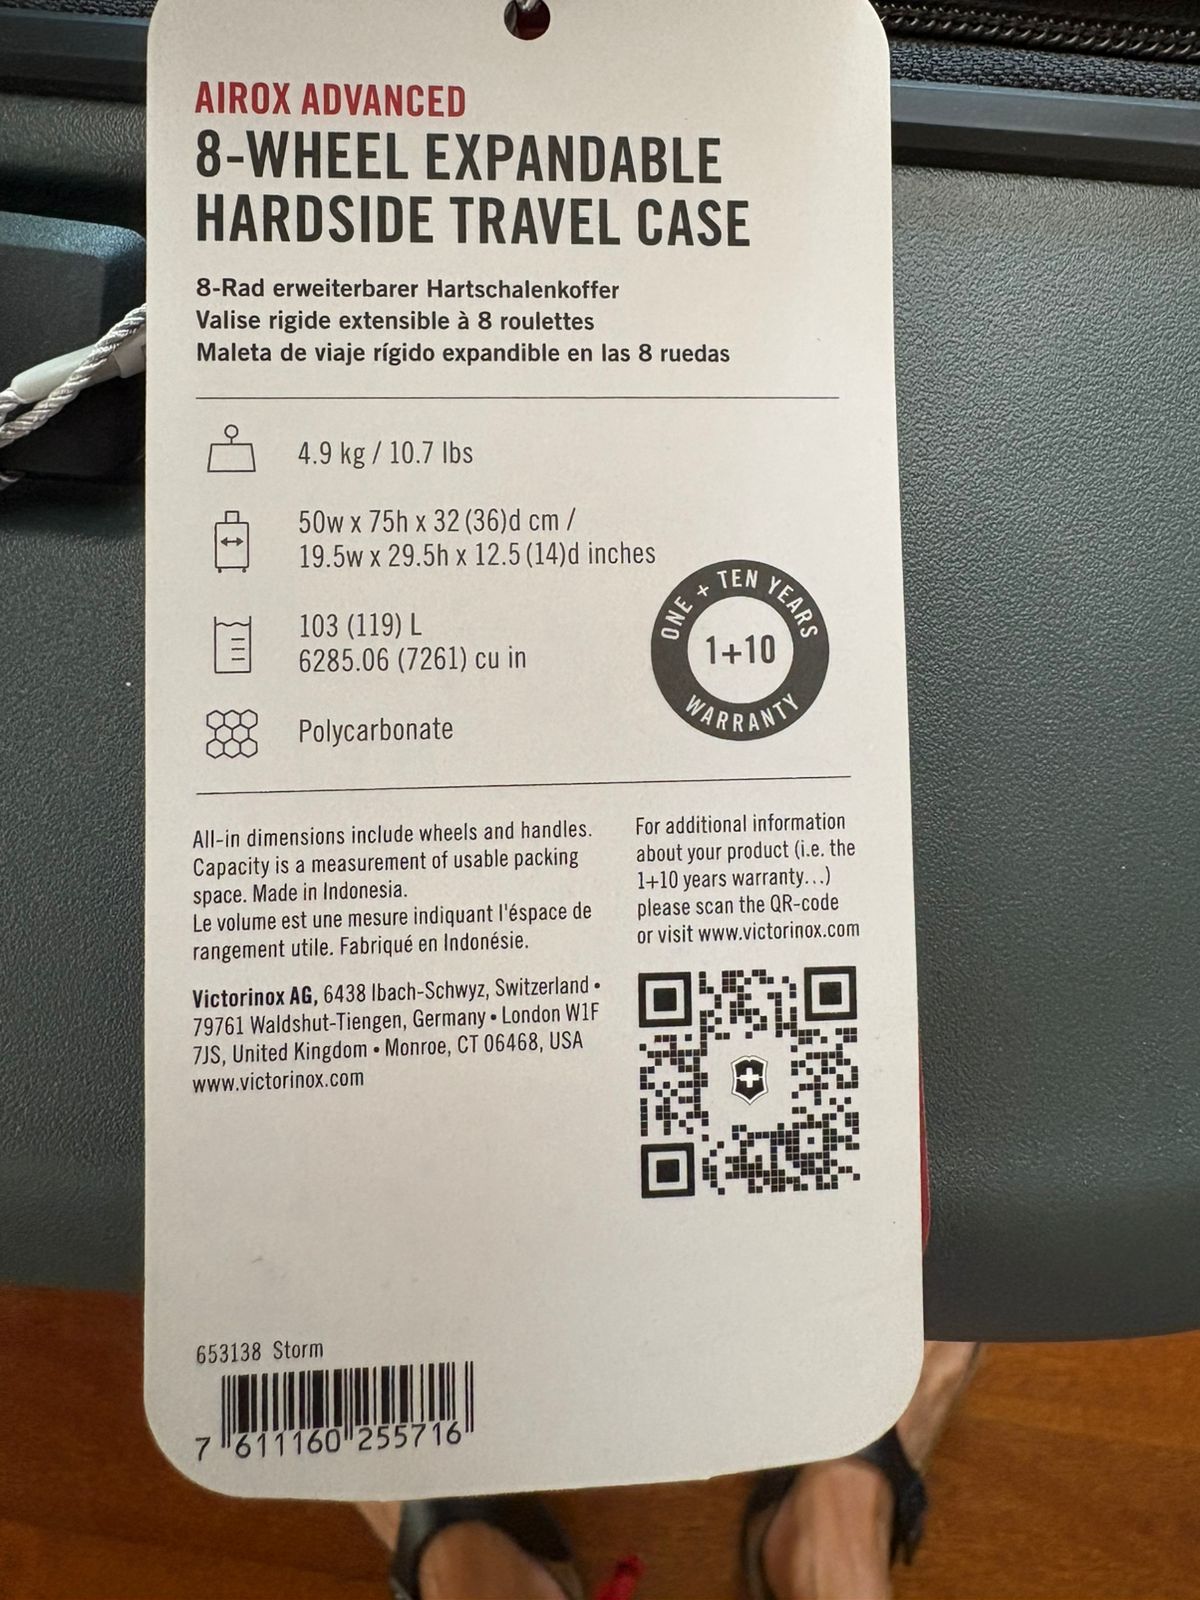 AIROX ADVANCED
8-WHEEL EXPANDABLE
HARDSIDE TRAVEL CASE
8-Rad erweiterbarer Hartschalenkoffer
Valise rigide extensible à 8 roulettes
Maleta de viaje rígido expandible en las 8 ruedas
4.9 kg / 10.7 lbs
50w x 75h x 32 (36)d cm /
19.5w x 29.5h x 12.5 (14)d inches
103 (119) L
6285.06 (7261) cu in
ONE + TEN YEARS
1+10
WARRANTY
Polycarbonate
All-in dimensions include wheels and handles.
Capacity is a measurement of usable packing
space. Made in Indonesia.
Le volume est une mesure indiquant l'éspace de
rangement utile. Fabriqué en Indonésie.
Victorinox AG, 6438 Ibach-Schwyz, Switzerland •
79761 Waldshut-Tiengen, Germany • London W1F
7JS, United Kingdom • Monroe, CT 06468, USA
www.victorinox.com
For additional information
about your product (i.e. the
1+10 years warranty...)
please scan the QR-code
or visit www.victorinox.com
653138 Storm
7 611160 255716